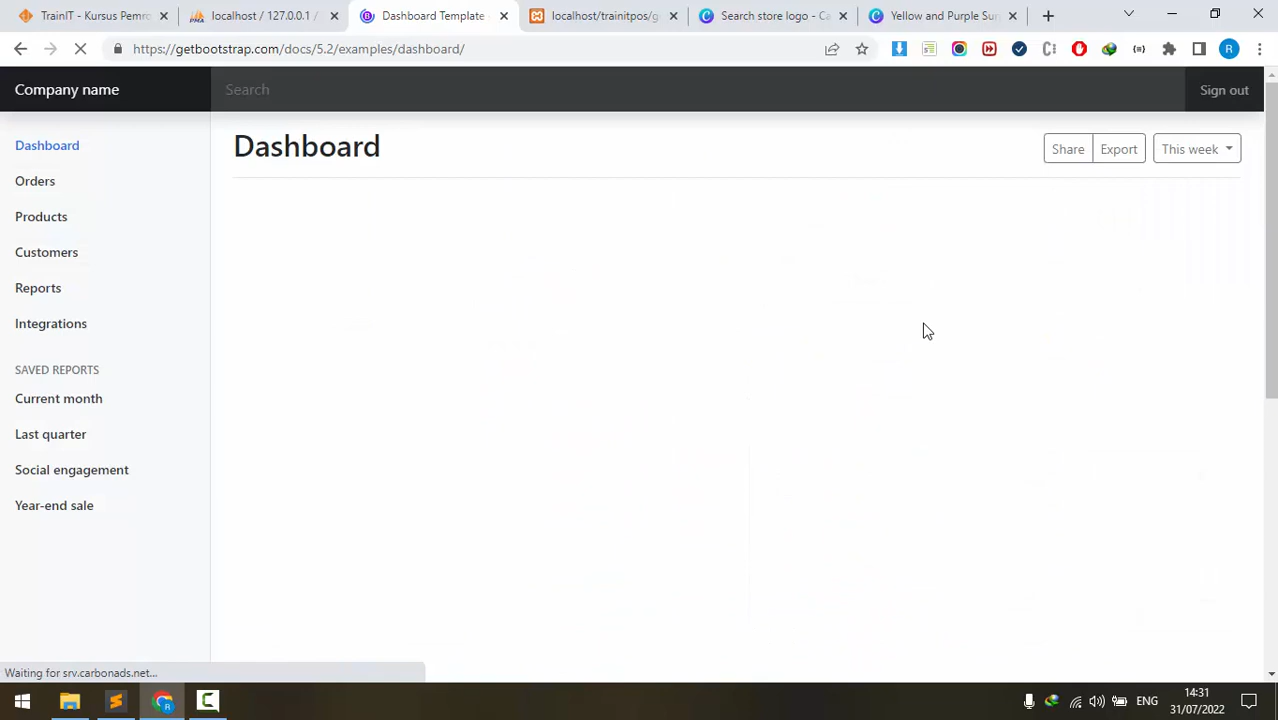 TrainIT - Kursus Pemro
localhost / 127.0.0.1 /
Dashboard Template
localhost/trainitpos/g
Search store logo - Ca
Yellow and Purple Sur
https://getbootstrap.com/docs/5.2/examples/dashboard/
R
Company name
Search
Sign out
Dashboard
Orders
Products
Customers
Reports
Integrations
SAVED REPORTS
Current month
Last quarter
Social engagement
Year-end sale
Dashboard
Share
Export
This week
Waiting for srv.carbonads.net...
ENG
14:31
31/07/2022